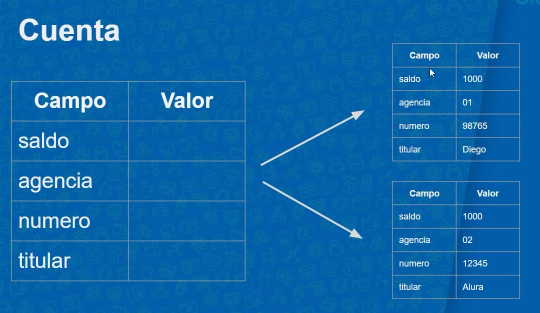 Cuenta
Campo Valor
saldo
agencia
numero
titular
Campo Valor
saldo 1000
agencia 01
numero 98765
titular Diego
Campo Valor
saldo 1000
agencia 02
numero 12345
titular Alura